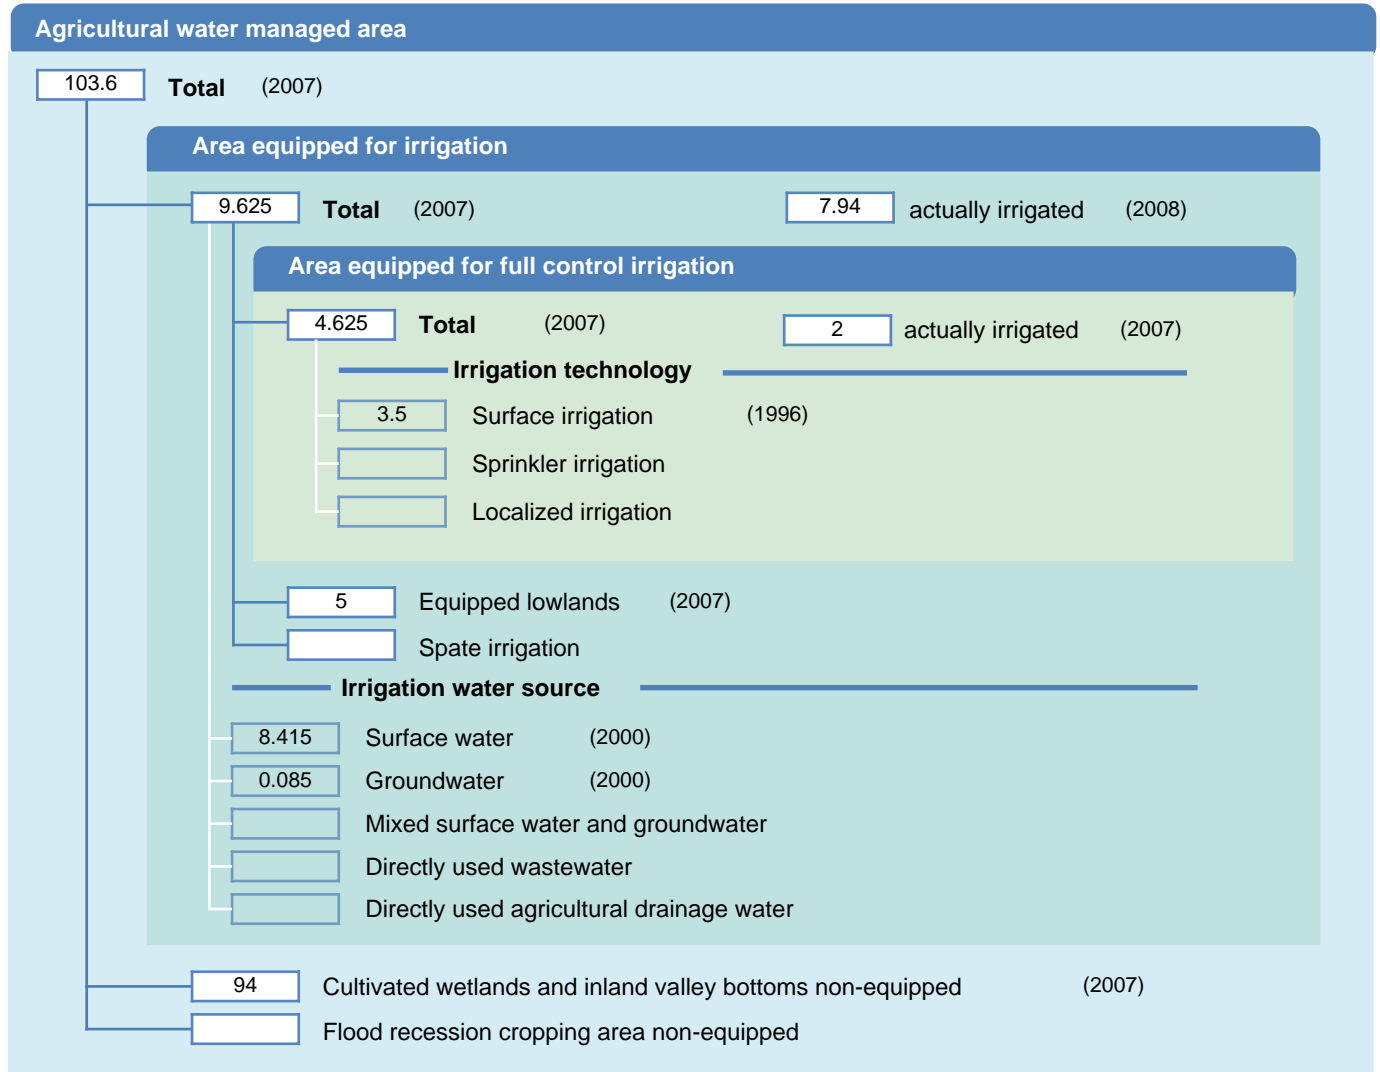 Agricultural water managed area
103.6 Total (2007)
Area equipped for irrigation
9.625 Total (2007) 7.94 actually irrigated (2008)
Area equipped for full control irrigation
4.625 Total (2007) 2 actually irrigated (2007)
Irrigation technology
3.5 Surface irrigation (1996)
Sprinkler irrigation
Localized irrigation
5 Equipped lowlands (2007)
Spate irrigation
Irrigation water source
8.415 Surface water (2000)
0.085 Groundwater (2000)
Mixed surface water and groundwater
Directly used wastewater
Directly used agricultural drainage water
94 Cultivated wetlands and inland valley bottoms non-equipped (2007)
Flood recession cropping area non-equipped